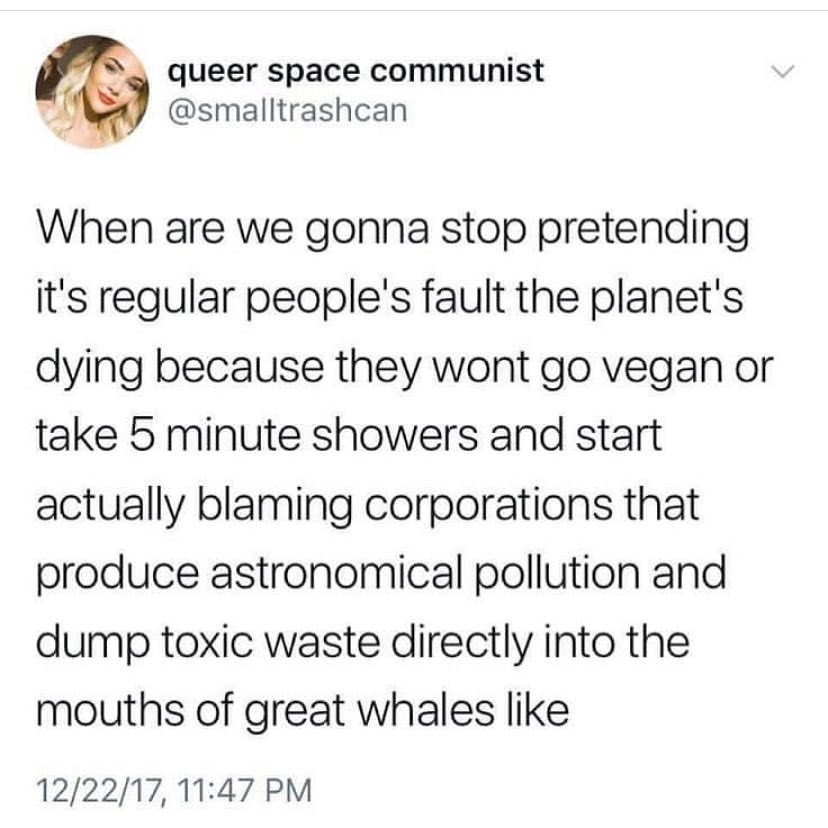 queer space communist
@smalltrashcan
When are we gonna stop pretending
it's regular people's fault the planet's
dying because they wont go vegan or
take 5 minute showers and start
actually blaming corporations that
produce astronomical pollution and
dump toxic waste directly into the
mouths of great whales like
12/22/17, 11:47 PM